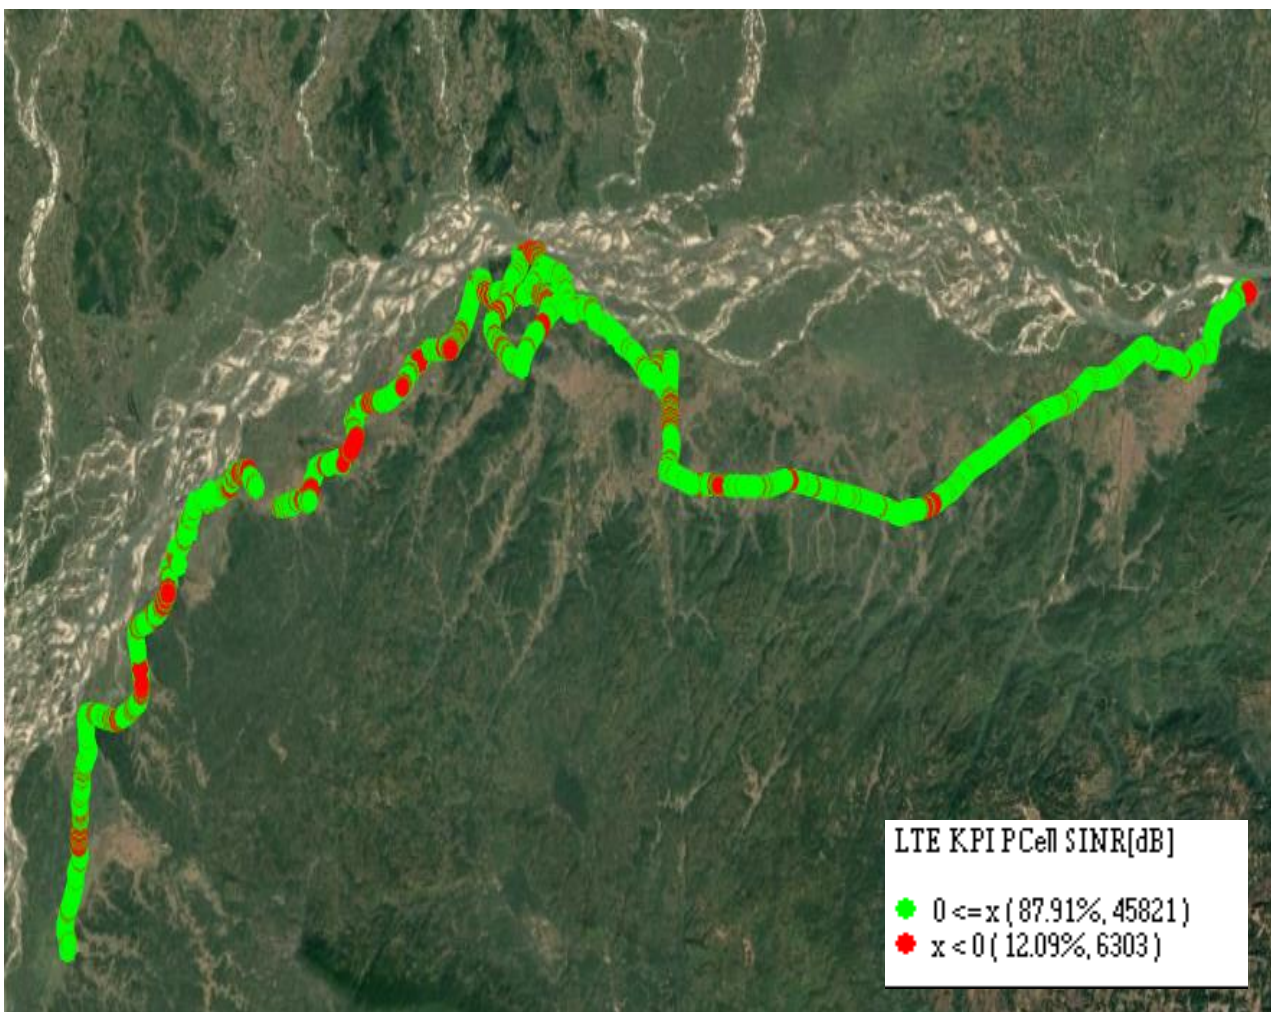 LTE KPI PCell SINR[dB]
0 <= x ( 87.91%, 45821 )
x < 0 ( 12.09%, 6303 )